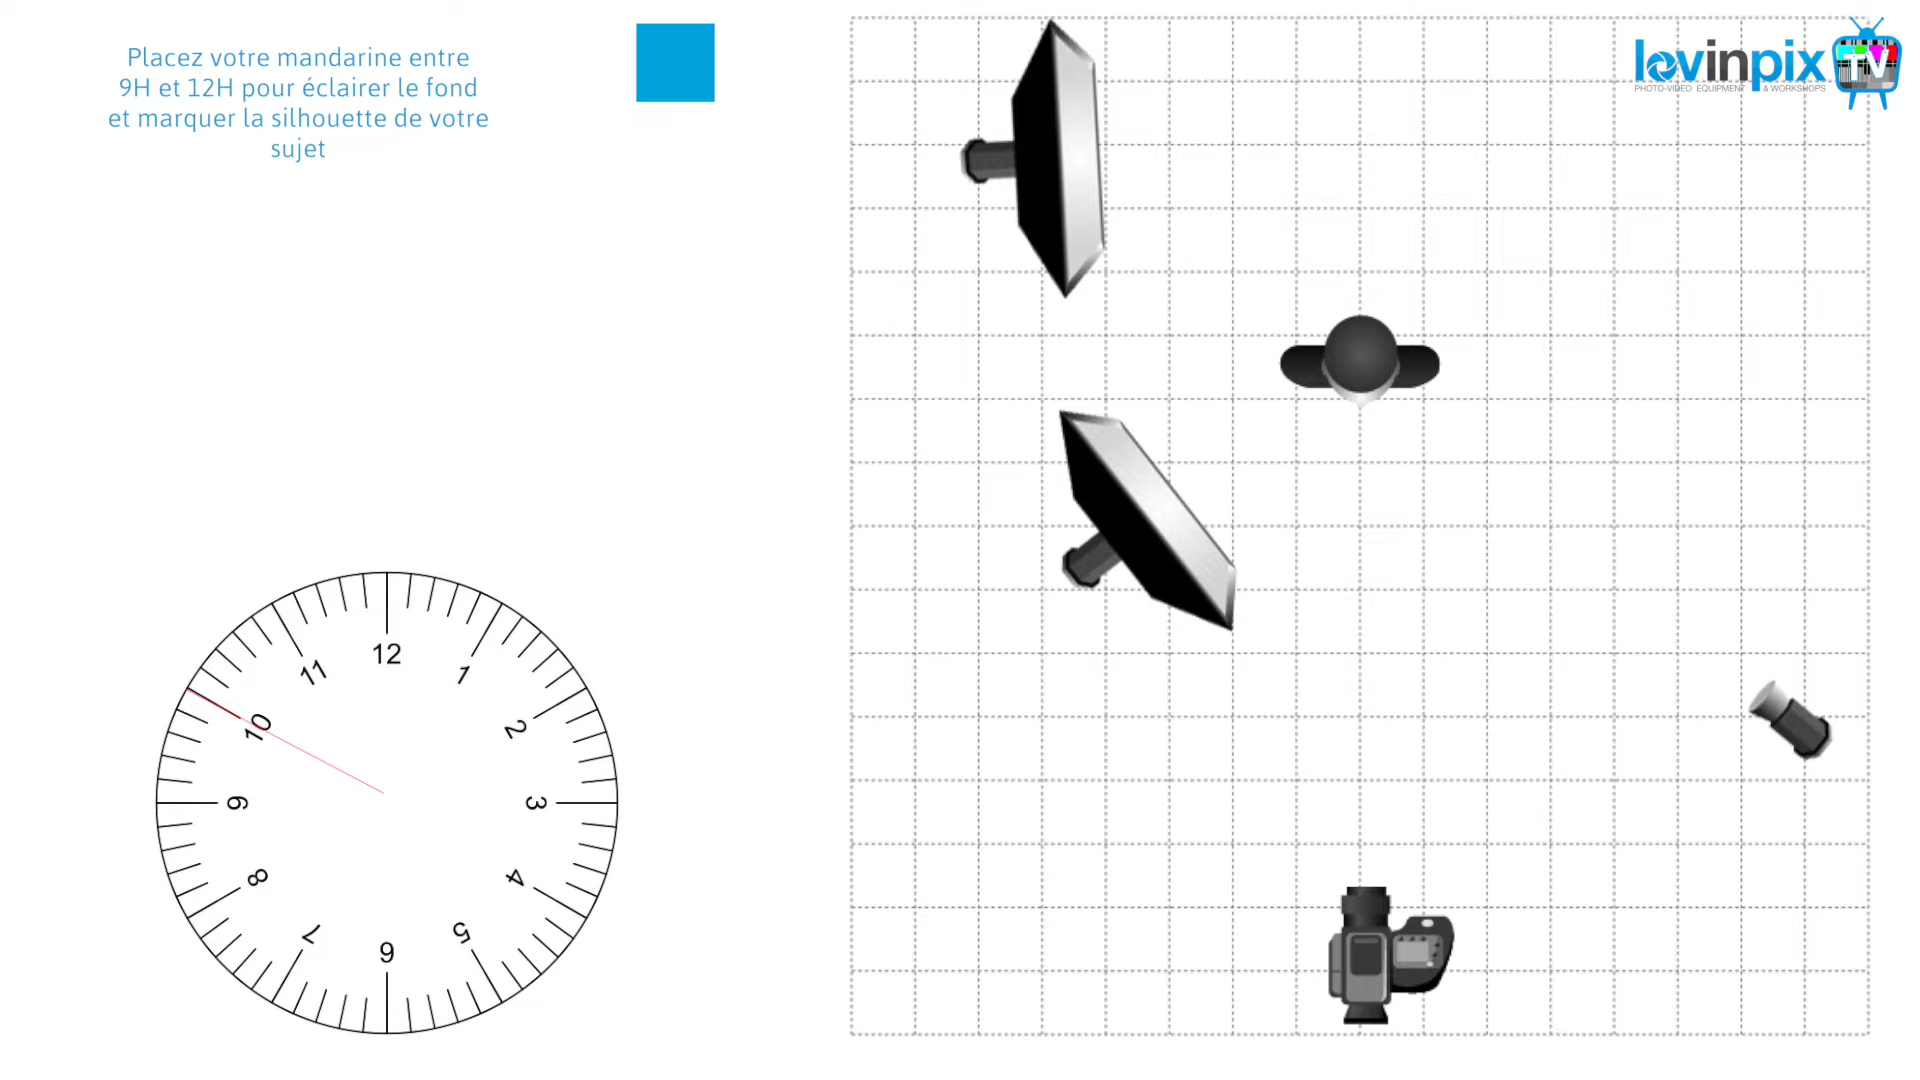 Placez votre mandarine entre
9H et 12H pour éclairer le fond
et marquer la silhouette de votre
sujet
lovinpix TV
PHOTO-VIDEO EQUIPMENT & WORKSHOPS
12
11
1
10
2
9
3
8
4
7
5
6